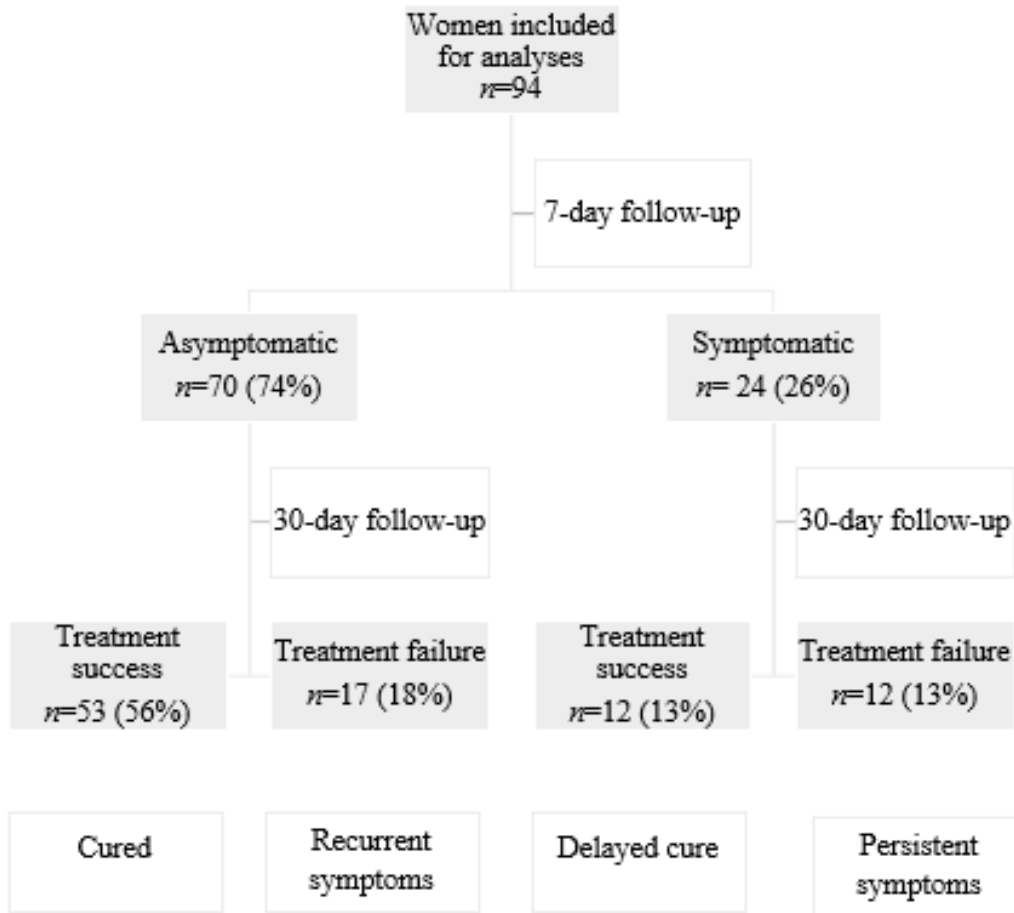 Women included
for analyses
n=94
7-day follow-up
Asymptomatic
n=70 (74%)
Symptomatic
n= 24 (26%)
30-day follow-up
30-day follow-up
Treatment
success
n=53 (56%)
Treatment failure
n=17 (18%)
Treatment
success
n=12 (13%)
Treatment failure
n=12 (13%)
Cured
Recurrent
symptoms
Delayed cure
Persistent
symptoms